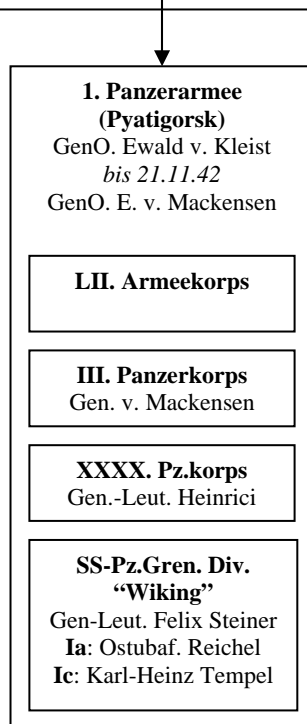 1. Panzerarmee
(Pyatigorsk)
GenO. Ewald v. Kleist
bis 21.11.42
GenO. E. v. Mackensen
LII. Armeekorps
III. Panzerkorps
Gen. v. Mackensen
XXXX. Pz.korps
Gen.-Leut. Heinrici
SS-Pz.Gren. Div.
“Wiking”
Gen-Leut. Felix Steiner
Ia: Ostubaf. Reichel
Ic: Karl-Heinz Tempel